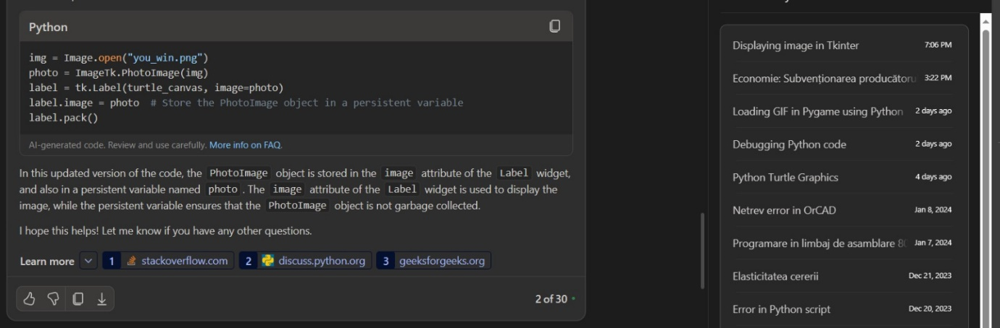 Python
img = Image.open("you_win.png")
photo = ImageTk.PhotoImage(img)
label = tk.Label(turtle_canvas, image=photo)
label.image = photo  # Store the PhotoImage object in a persistent variable
label.pack()
AI-generated code. Review and use carefully. More info on FAQ.
In this updated version of the code, the PhotoImage object is stored in the image attribute of the Label widget,
and also in a persistent variable named photo . The image attribute of the Label widget is used to display the
image, while the persistent variable ensures that the PhotoImage object is not garbage collected.
I hope this helps! Let me know if you have any other questions.
Learn more 1 stackoverflow.com 2 discuss.python.org 3 geeksforgeeks.org
2 of 30
Displaying image in Tkinter 7:06 PM
Economie: Subvenționarea 3:22 PM
Loading GIF in Pygame using Python 2 days ago
Debugging Python code 2 days ago
Python Turtle Graphics 4 days ago
Netrev error in OrCAD Jan 8, 2024
Programare in limbaj de asamblare Jan 7, 2024
Elasticitatea cererii Dec 21, 2023
Error in Python script Dec 20, 2023